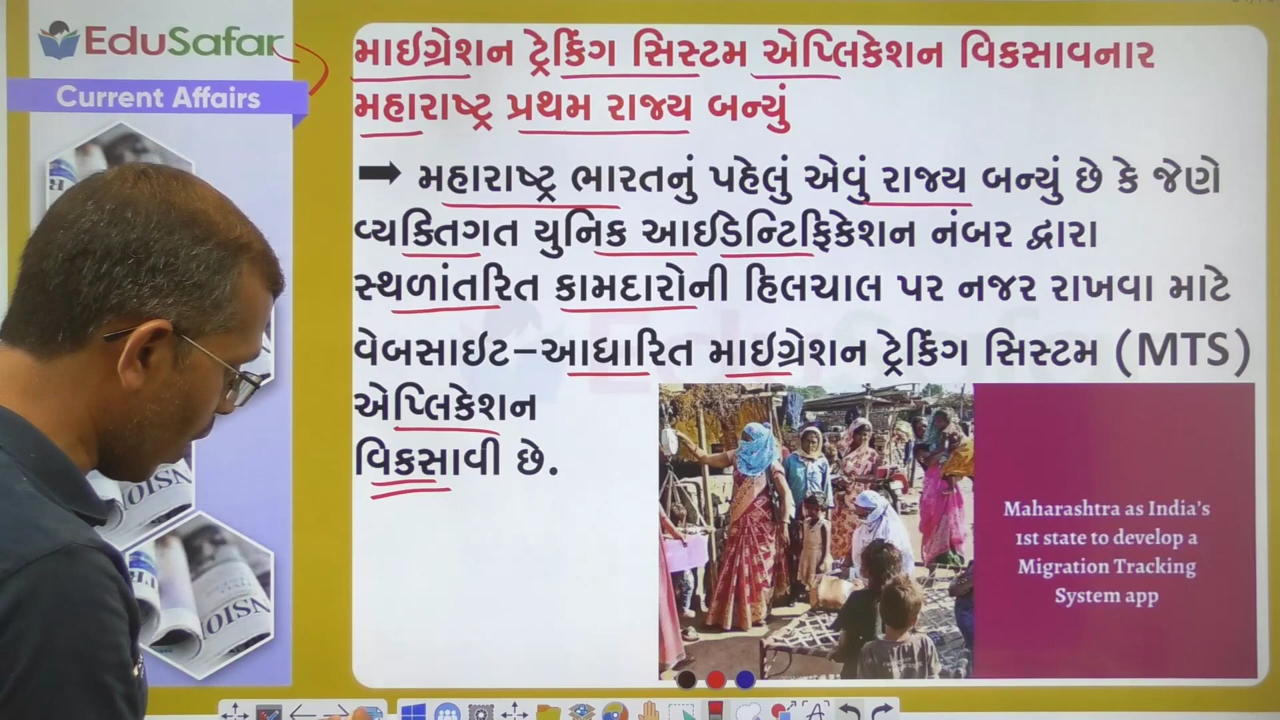 EduSafar
Current Affairs
માઇગ્રેશન ટ્રેકિંગ સિસ્ટમ એપ્લિકેશન વિકસાવનાર
મહારાષ્ટ્ર પ્રથમ રાજ્ય બન્યું
➡ મહારાષ્ટ્ર ભારતનું પહેલું એવું રાજ્ય બન્યું છે કે જેણે
વ્યક્તિગત યુનિક આઇડેન્ટિફિકેશન નંબર દ્વારા
સ્થળાંતરિત કામદારોની હિલચાલ પર નજર રાખવા માટે
વેબસાઇટ-આધારિત માઇગ્રેશન ટ્રેકિંગ સિસ્ટમ (MTS)
એપ્લિકેશન
વિકસાવી છે.
Maharashtra as India's
1st state to develop a
Migration Tracking
System app